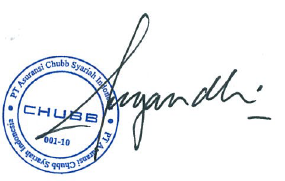 PT Asuransi Chubb Syariah Indonesia
CHUBB
001-10
PT Asuransi Chubb Syariah Indonesia
Sugandhi